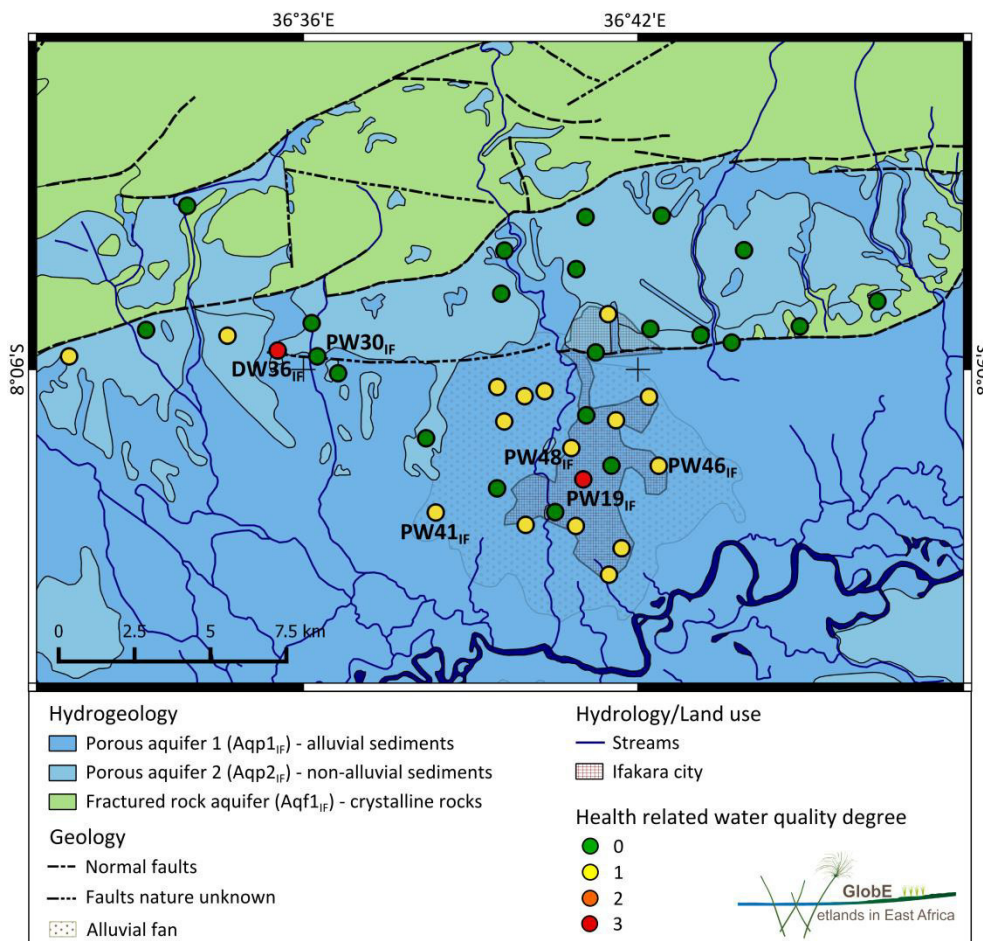 36°36'E 36°42'E
8°06'S
8°06'S
PW30IF
DW36IF
PW48IF
PW46IF
PW19IF
PW41IF
0 2.5 5 7.5 km
Hydrogeology
Porous aquifer 1 (Aqp1IF) - alluvial sediments
Porous aquifer 2 (Aqp2IF) - non-alluvial sediments
Fractured rock aquifer (Aqf1IF) - crystalline rocks
Geology
Normal faults
Faults nature unknown
Alluvial fan
Hydrology/Land use
Streams
Ifakara city
Health related water quality degree
0
1
2
3
GlobE
Wetlands in East Africa